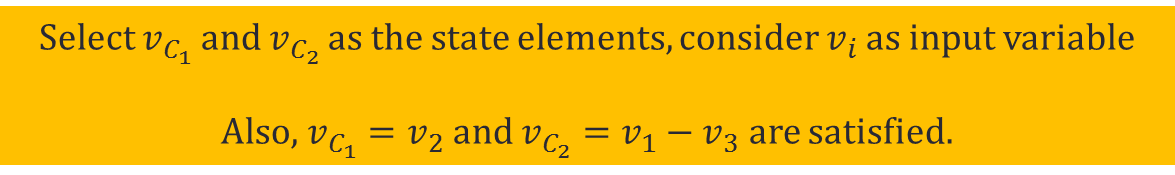 Select v_{C_1} and v_{C_2} as the state elements, consider v_i as input variable
Also, v_{C_1} = v_2 and v_{C_2} = v_1 − v_3 are satisfied.